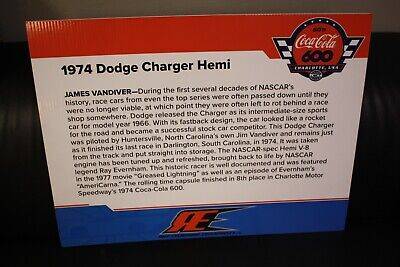 60th
Coca-Cola
600
CHARLOTTE, USA
1974 Dodge Charger Hemi
JAMES VANDIVER—During the first several decades of NASCAR's
history, race cars from even the top series were often passed down until they
were no longer viable, at which point they were often left to rot behind a race
shop somewhere. Dodge released the Charger as its intermediate-size sports
car for model year 1966. With its fastback design, the car looked like a rocket
for the road and became a successful stock car competitor. This Dodge Charger
was piloted by Huntersville, North Carolina's own Jim Vandiver and remains just
as it finished its last race in Darlington, South Carolina, in 1974. It was taken
from the track and put straight into storage. The NASCAR-spec Hemi V-8
engine has been tuned up and refreshed, brought back to life by NASCAR
legend Ray Evernham. This historic racer is well documented and was featured
in the 1977 movie "Greased Lightning" as well as an episode of Evernham's
"AmeriCarna." The rolling time capsule finished in 8th place in Charlotte Motor
Speedway's 1974 Coca-Cola 600.
RE